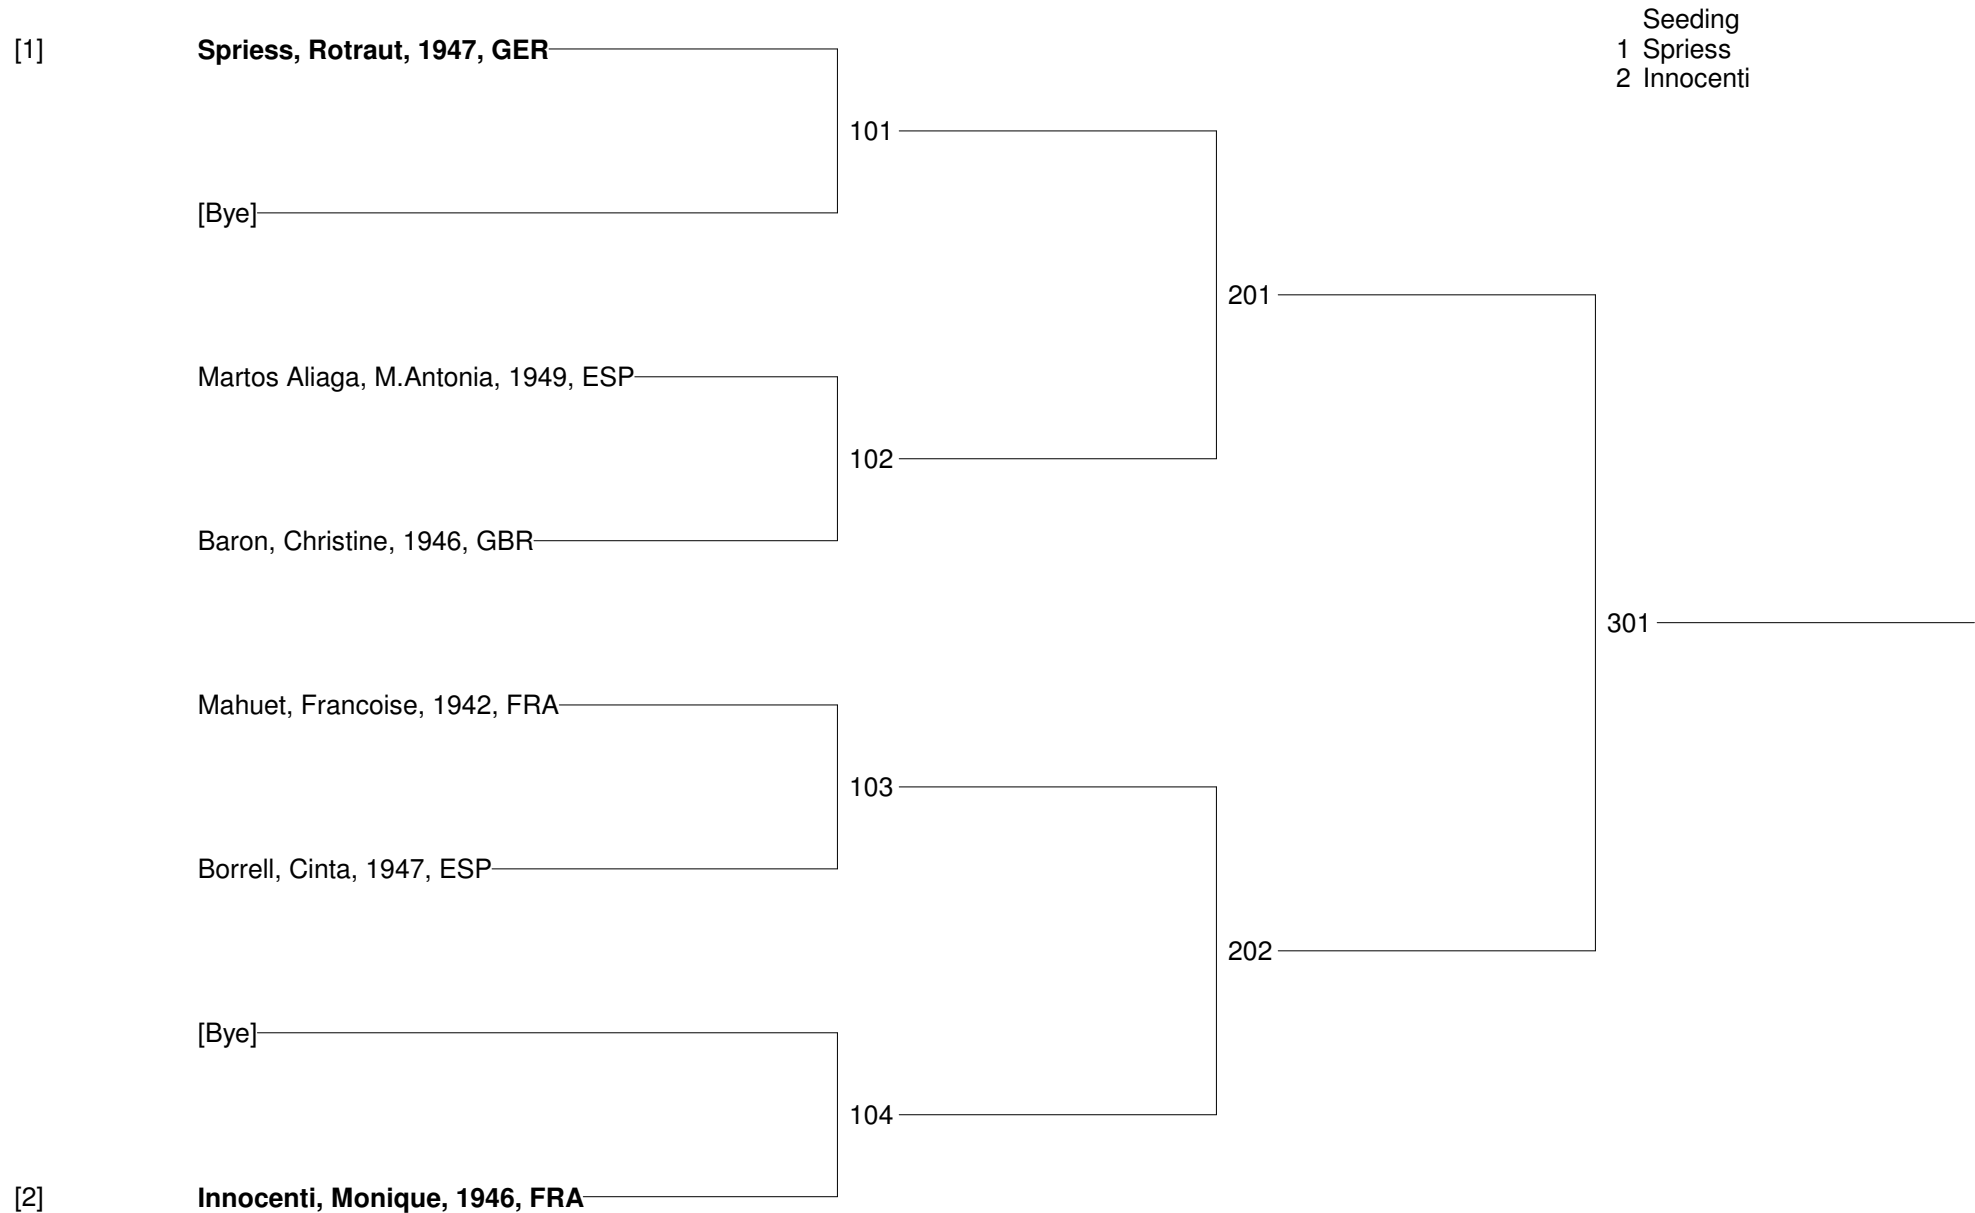 Seeding
[1] Spriess, Rotraut, 1947, GER 1 Spriess
2 Innocenti
101
[Bye]
201
Martos Aliaga, M.Antonia, 1949, ESP
102
Baron, Christine, 1946, GBR
301
Mahuet, Francoise, 1942, FRA
103
Borrell, Cinta, 1947, ESP
202
[Bye]
104
[2] Innocenti, Monique, 1946, FRA